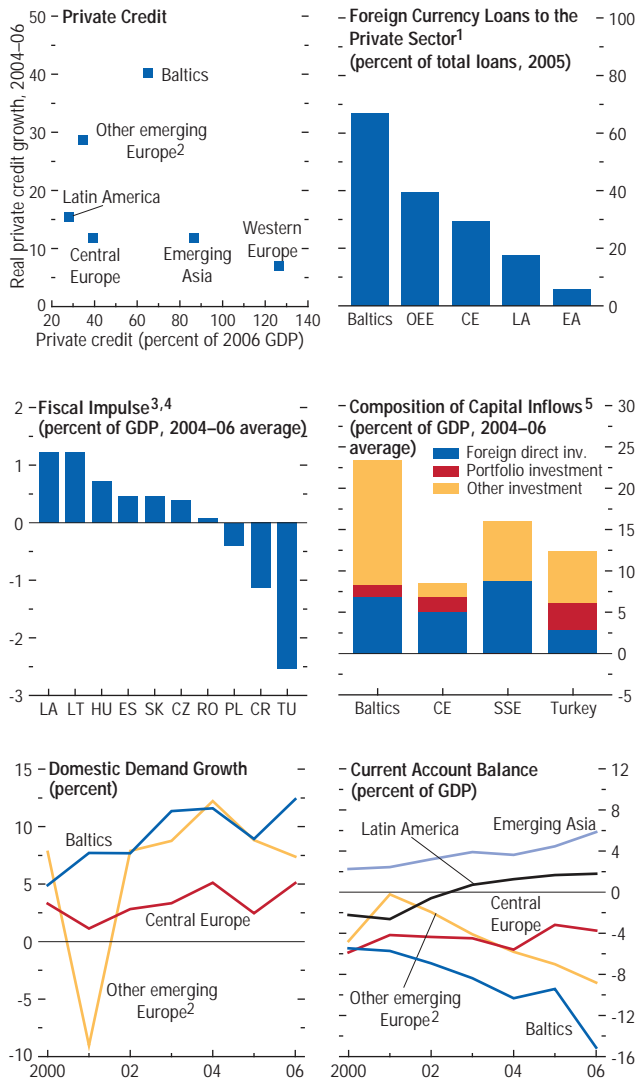 Private Credit
Real private credit growth, 2004–06
50
40
30
20
10
0
Baltics
Other emerging
Europe2
Latin America
Central
Europe
Emerging
Asia
Western
Europe
20 40 60 80 100 120 140
Private credit (percent of 2006 GDP)
Foreign Currency Loans to the
Private Sector1
(percent of total loans, 2005)
100
80
60
40
20
0
Baltics OEE CE LA EA
Fiscal Impulse3,4
(percent of GDP, 2004–06 average)
2
1
0
-1
-2
-3
LA LT HU ES SK CZ RO PL CR TU
Composition of Capital Inflows5
(percent of GDP, 2004–06
average)
Foreign direct inv.
Portfolio investment
Other investment
30
25
20
15
10
5
0
-5
Baltics CE SSE Turkey
Domestic Demand Growth
(percent)
15
10
5
0
-5
-10
Baltics
Central Europe
Other emerging
Europe2
2000 02 04 06
Current Account Balance
(percent of GDP)
12
8
4
0
-4
-8
-12
-16
Latin America
Emerging Asia
Central
Europe
Other emerging
Europe2
Baltics
2000 02 04 06